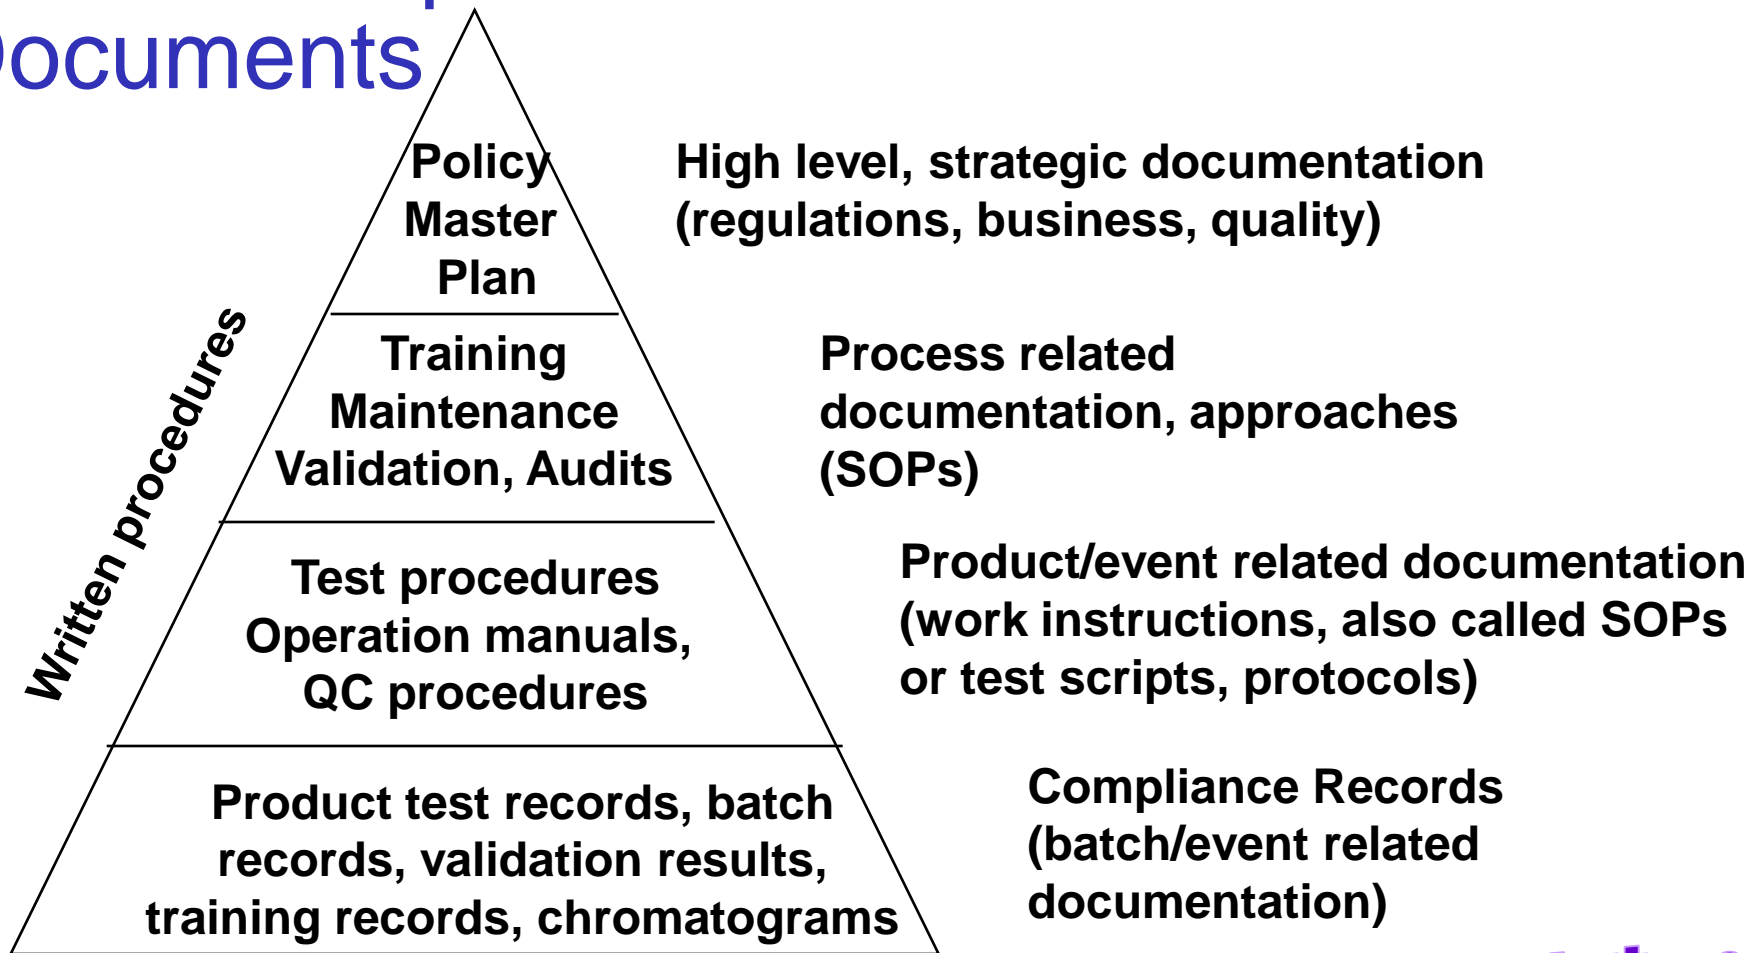 Documents
Policy
Master
Plan
High level, strategic documentation
(regulations, business, quality)
Written procedures
Training
Maintenance
Validation, Audits
Process related
documentation, approaches
(SOPs)
Test procedures
Operation manuals,
QC procedures
Product/event related documentation
(work instructions, also called SOPs
or test scripts, protocols)
Product test records, batch
records, validation results,
training records, chromatograms
Compliance Records
(batch/event related
documentation)